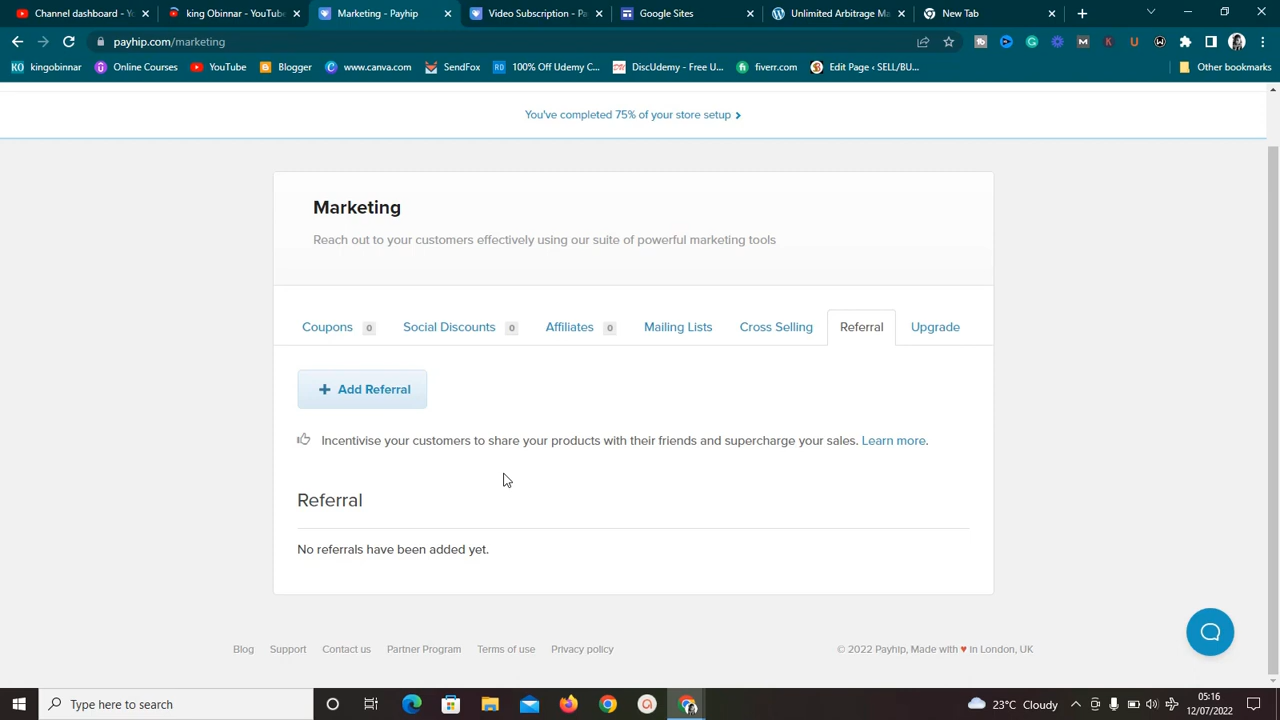 Channel dashboard - Yo
king Obinnar - YouTube
Marketing - Payhip
Video Subscription - Pa
Google Sites
Unlimited Arbitrage Ma
New Tab
payhip.com/marketing
kingobinnar
Online Courses
YouTube
Blogger
www.canva.com
SendFox
100% Off Udemy C...
DiscUdemy - Free U...
fiverr.com
Edit Page ‹ SELL/BU...
Other bookmarks
You've completed 75% of your store setup
Marketing
Reach out to your customers effectively using our suite of powerful marketing tools
Coupons 0 Social Discounts 0 Affiliates 0 Mailing Lists Cross Selling Referral Upgrade
+ Add Referral
Incentivise your customers to share your products with their friends and supercharge your sales. Learn more.
Referral
No referrals have been added yet.
Blog Support Contact us Partner Program Terms of use Privacy policy
© 2022 Payhip, Made with ♥ in London, UK
Type here to search
23°C Cloudy
05:16
12/07/2022